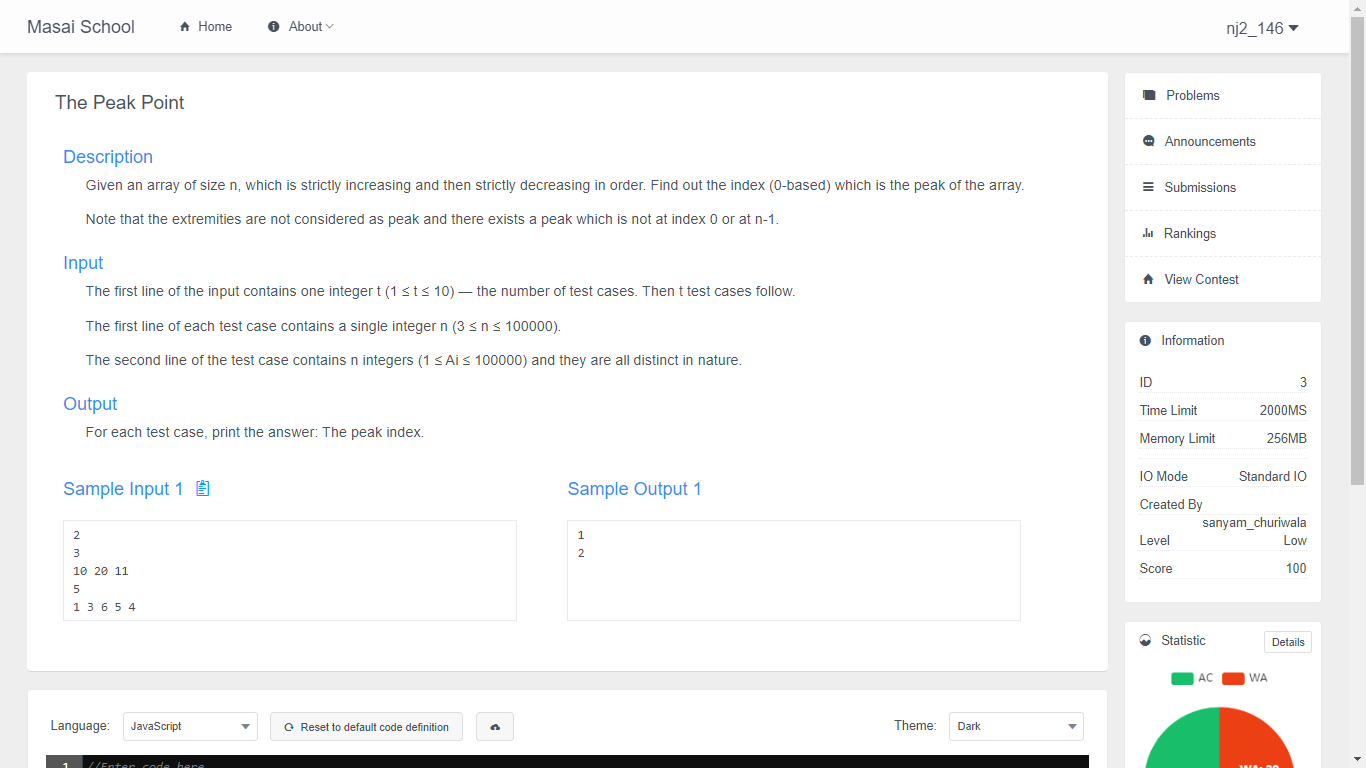 Masai School
Home
About
nj2_146
The Peak Point
Description
Given an array of size n, which is strictly increasing and then strictly decreasing in order. Find out the index (0-based) which is the peak of the array.
Note that the extremities are not considered as peak and there exists a peak which is not at index 0 or at n-1.
Input
The first line of the input contains one integer t (1 ≤ t ≤ 10) — the number of test cases. Then t test cases follow.
The first line of each test case contains a single integer n (3 ≤ n ≤ 100000).
The second line of the test case contains n integers (1 ≤ Ai ≤ 100000) and they are all distinct in nature.
Output
For each test case, print the answer: The peak index.
Sample Input 1
2
3
10 20 11
5
1 3 6 5 4
Sample Output 1
1
2
Language:
JavaScript
Reset to default code definition
Theme:
Dark
1
//Enter code here
Problems
Announcements
Submissions
Rankings
View Contest
Information
ID 3
Time Limit 2000MS
Memory Limit 256MB
IO Mode Standard IO
Created By
sanyam_churiwala
Level Low
Score 100
Statistic
Details
AC
WA